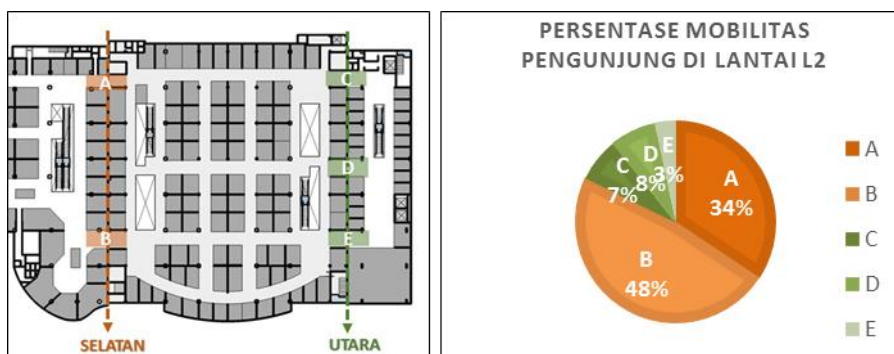 A
C
D
B
E
SELATAN
UTARA
PERSENTASE MOBILITAS
PENGUNJUNG DI LANTAI L2
A
34%
B
48%
C
7%
D
8%
E
3%
A
B
C
D
E